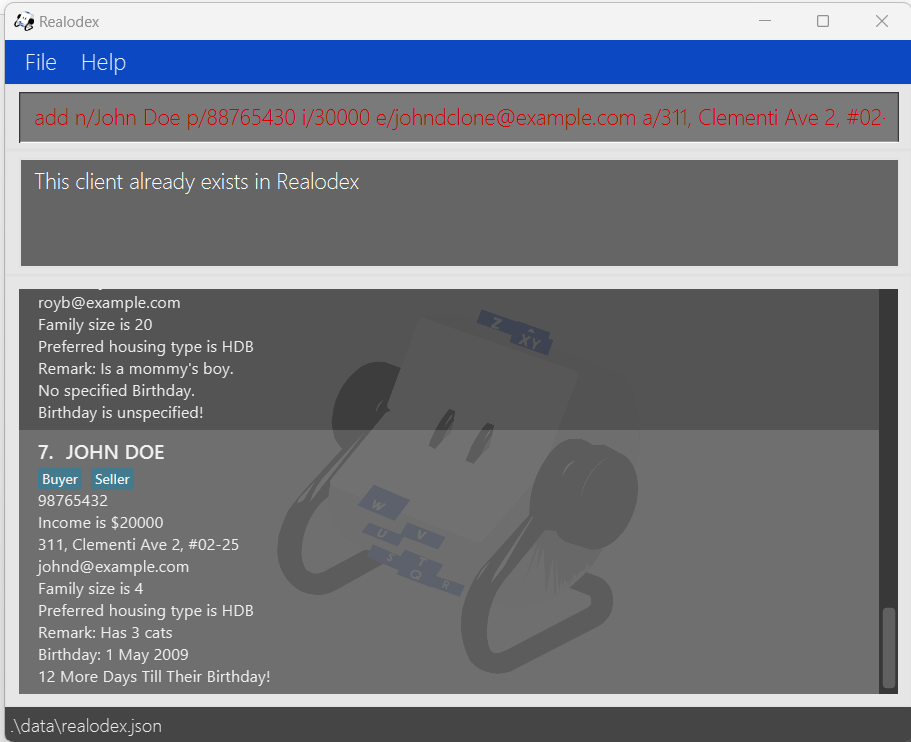 Realodex
File Help
add n/John Doe p/88765430 i/30000 e/johndclone@example.com a/311, Clementi Ave 2, #02-
This client already exists in Realodex
royb@example.com
Family size is 20
Preferred housing type is HDB
Remark: Is a mommy's boy.
No specified Birthday.
Birthday is unspecified!
7. JOHN DOE
Buyer Seller
98765432
Income is $20000
311, Clementi Ave 2, #02-25
johnd@example.com
Family size is 4
Preferred housing type is HDB
Remark: Has 3 cats
Birthday: 1 May 2009
12 More Days Till Their Birthday!
Z
XY
W
V
U
T
S
Q
R
.\data\realodex.json